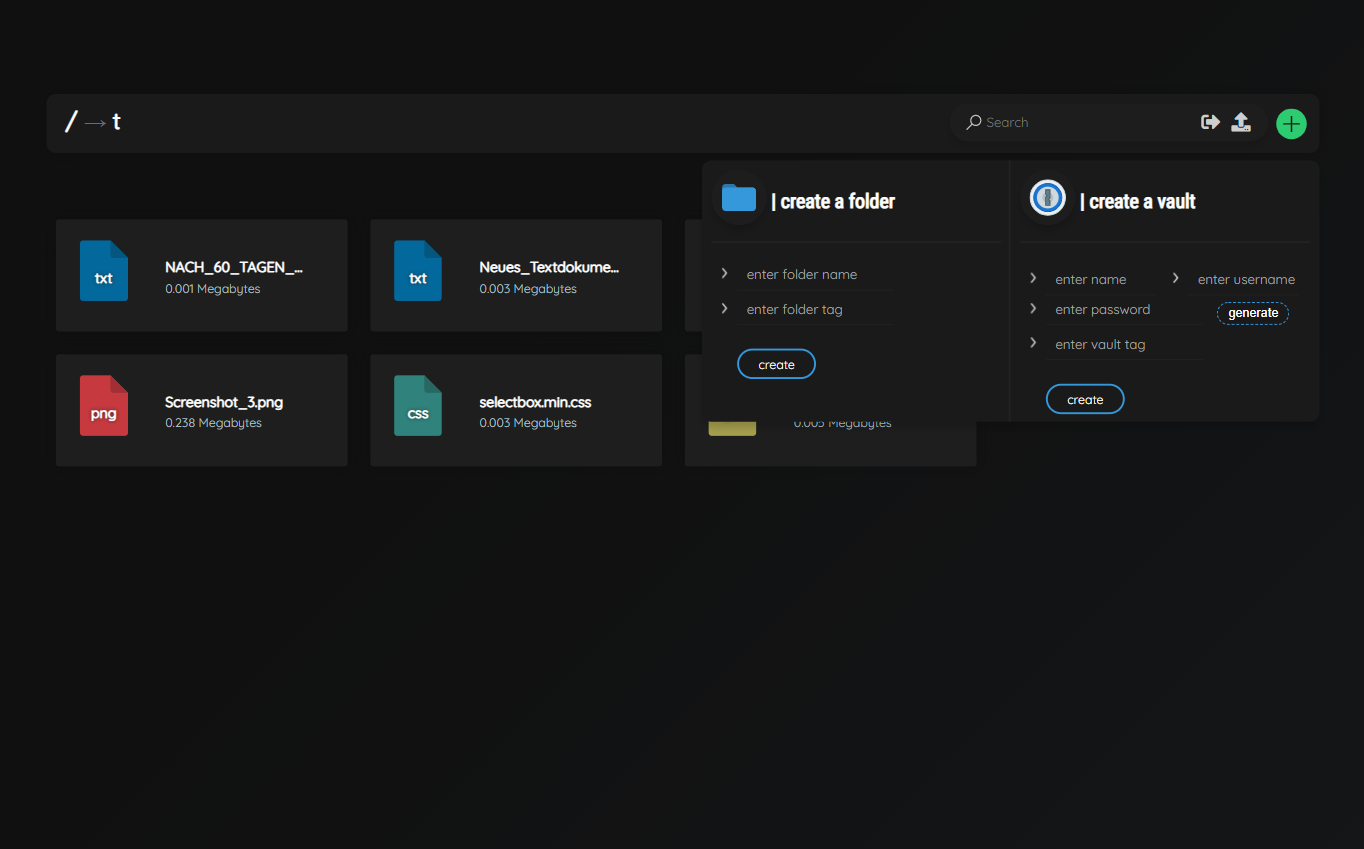 / → t
Search
| create a folder
| create a vault
enter folder name
enter folder tag
create
enter name
enter username
enter password
generate
enter vault tag
create
txt
NACH_60_TAGEN_...
0.001 Megabytes
txt
Neues_Textdokume...
0.003 Megabytes
png
Screenshot_3.png
0.238 Megabytes
css
selectbox.min.css
0.003 Megabytes
0.005 Megabytes